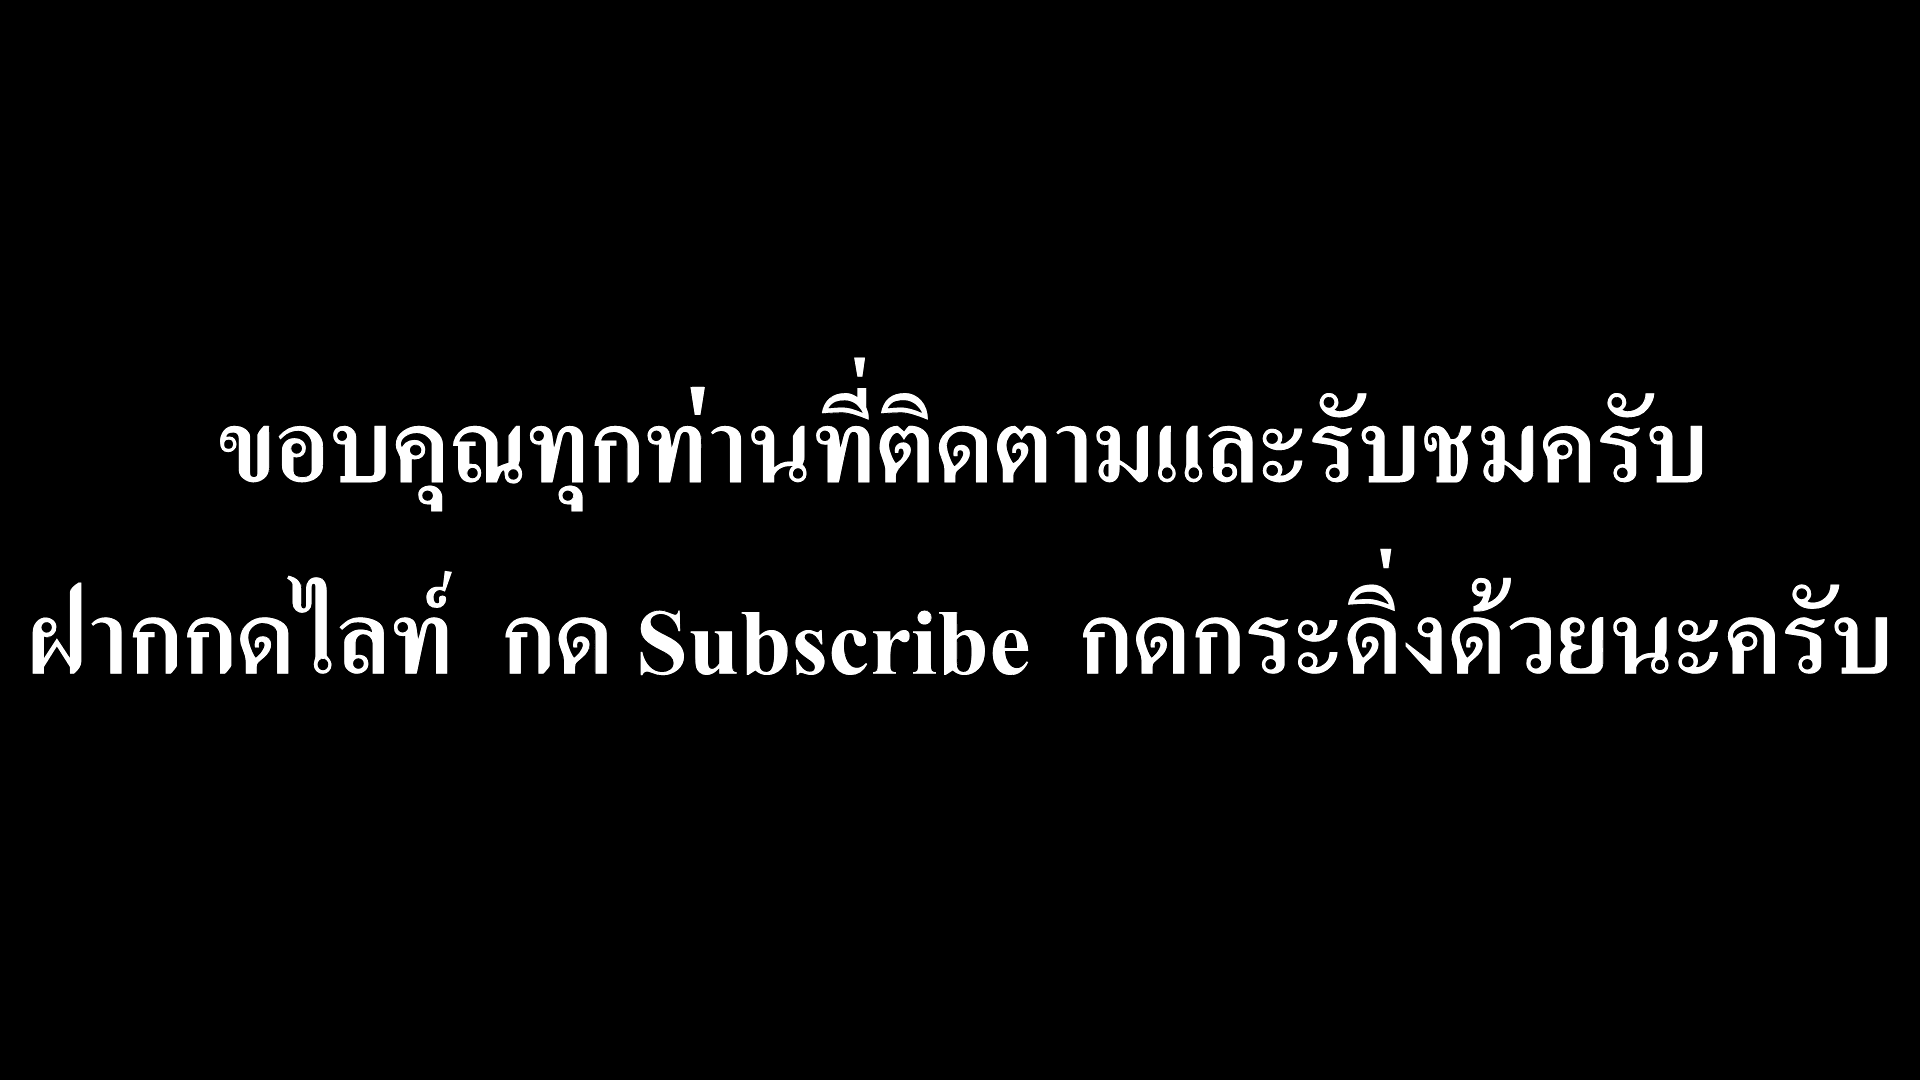 ขอบคุณทุกท่านที่ติดตามและรับชมครับ
ฝากกดไลท์ กด Subscribe กดกระดิ่งด้วยนะครับ